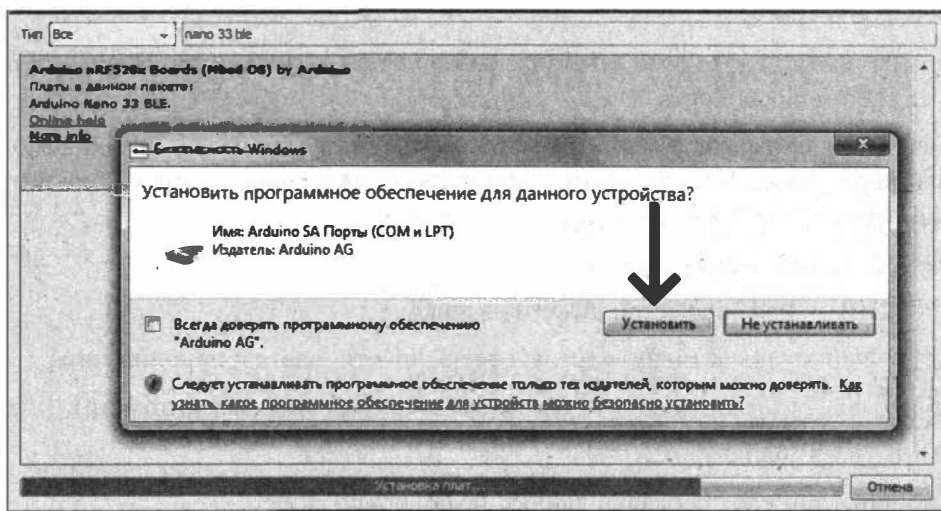 Тип Все nano 33 ble
Arduino nRF528x Boards (Mbed OS) by Arduino
Платы в данном пакете:
Arduino Nano 33 BLE.
Online help
More info
Безопасность Windows
Установить программное обеспечение для данного устройства?
Имя: Arduino SA Порты (COM и LPT)
Издатель: Arduino AG
Всегда доверять программному обеспечению
"Arduino AG".
Установить Не устанавливать
Следует устанавливать программное обеспечение только тех издателей, которым можно доверять. Как
узнать, какое программное обеспечение для устройств можно безопасно установить?
Установка плат...
Отмена